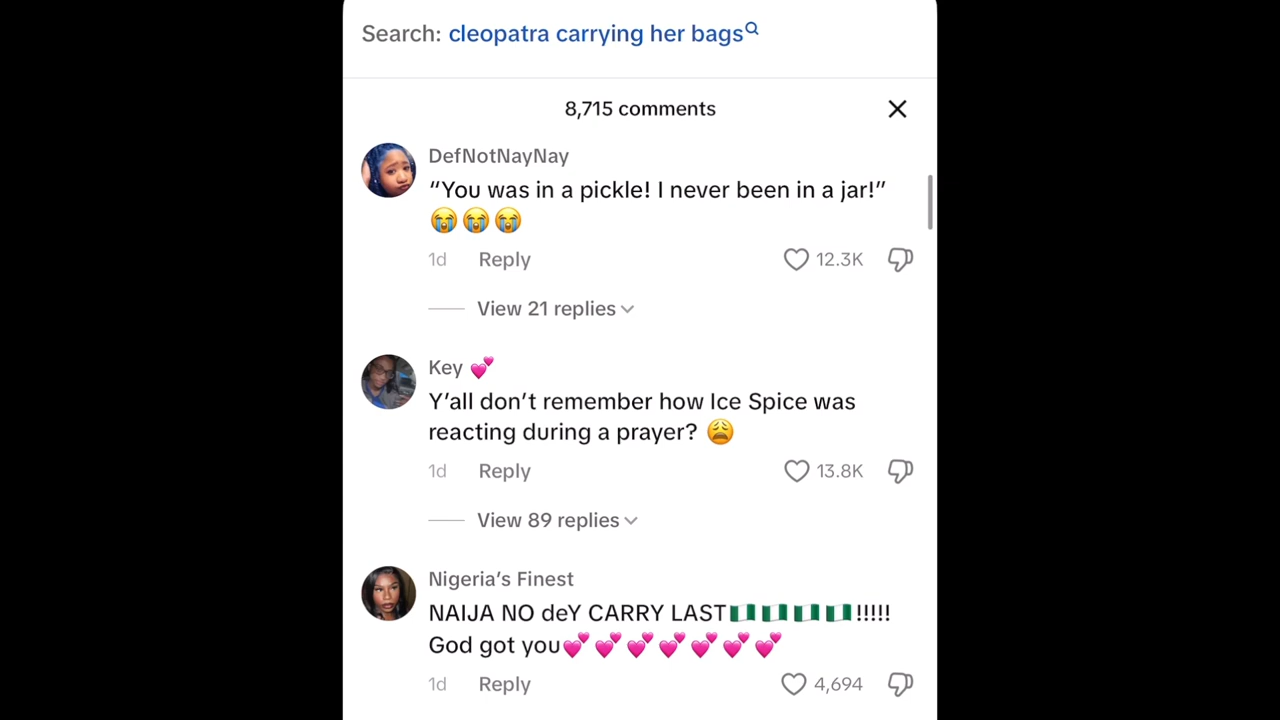 Search: cleopatra carrying her bags
8,715 comments
DefNotNayNay
“You was in a pickle! I never been in a jar!”
😭😭😭
1d Reply 12.3K
View 21 replies
Key 💕
Y’all don’t remember how Ice Spice was
reacting during a prayer? 😩
1d Reply 13.8K
View 89 replies
Nigeria’s Finest
NAIJA NO deY CARRY LAST🇳🇬🇳🇬🇳🇬🇳🇬!!!!!
God got you💕💕💕💕💕💕💕
1d Reply 4,694